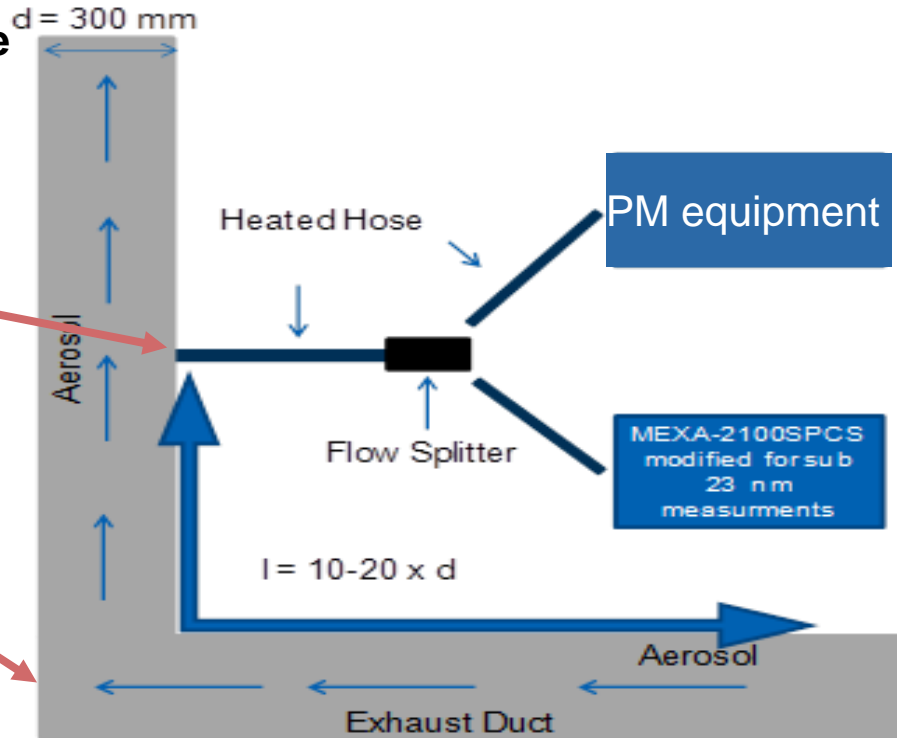 d = 300 mm
e
PM equipment
Heated Hose
Aerosol
Flow Splitter
MEXA-2100SPCS
modified for sub
23 nm
measurments
l = 10-20 x d
Aerosol
Exhaust Duct